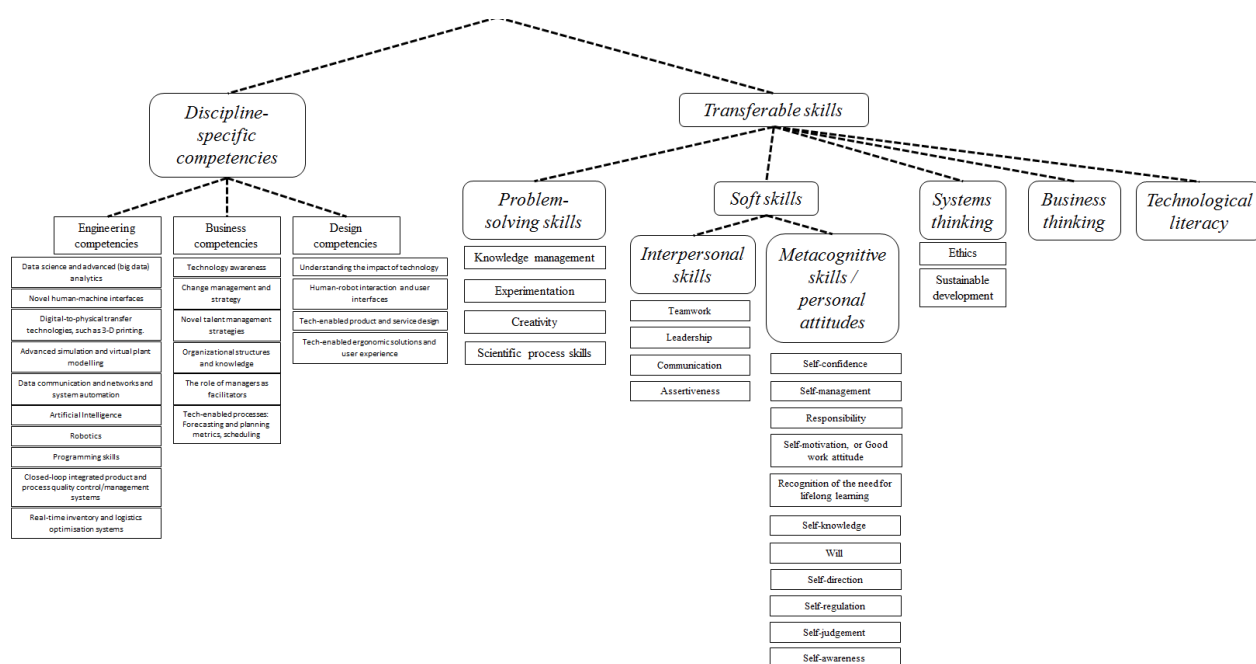 Discipline-
specific
competencies
Transferable skills
Engineering
competencies
Data science and advanced (big data)
analytics
Novel human-machine interfaces
Digital-to-physical transfer
technologies, such as 3-D printing.
Advanced simulation and virtual plant
modelling
Data communication and networks and
system automation
Artificial Intelligence
Robotics
Programming skills
Closed-loop integrated product and
process quality control/management
systems
Real-time inventory and logistics
optimisation systems
Business
competencies
Technology awareness
Change management and
strategy
Novel talent management
strategies
Organizational structures
and knowledge
The role of managers as
facilitators
Tech-enabled processes:
Forecasting and planning
metrics, scheduling
Design
competencies
Understanding the impact of technology
Human-robot interaction and user
interfaces
Tech-enabled product and service design
Tech-enabled ergonomic solutions and
user experience
Problem-
solving skills
Knowledge management
Experimentation
Creativity
Scientific process skills
Soft skills
Interpersonal
skills
Teamwork
Leadership
Communication
Assertiveness
Metacognitive
skills /
personal
attitudes
Self-confidence
Self-management
Responsibility
Self-motivation, or Good
work attitude
Recognition of the need for
lifelong learning
Self-knowledge
Will
Self-direction
Self-regulation
Self-judgement
Self-awareness
Systems
thinking
Ethics
Sustainable
development
Business
thinking
Technological
literacy